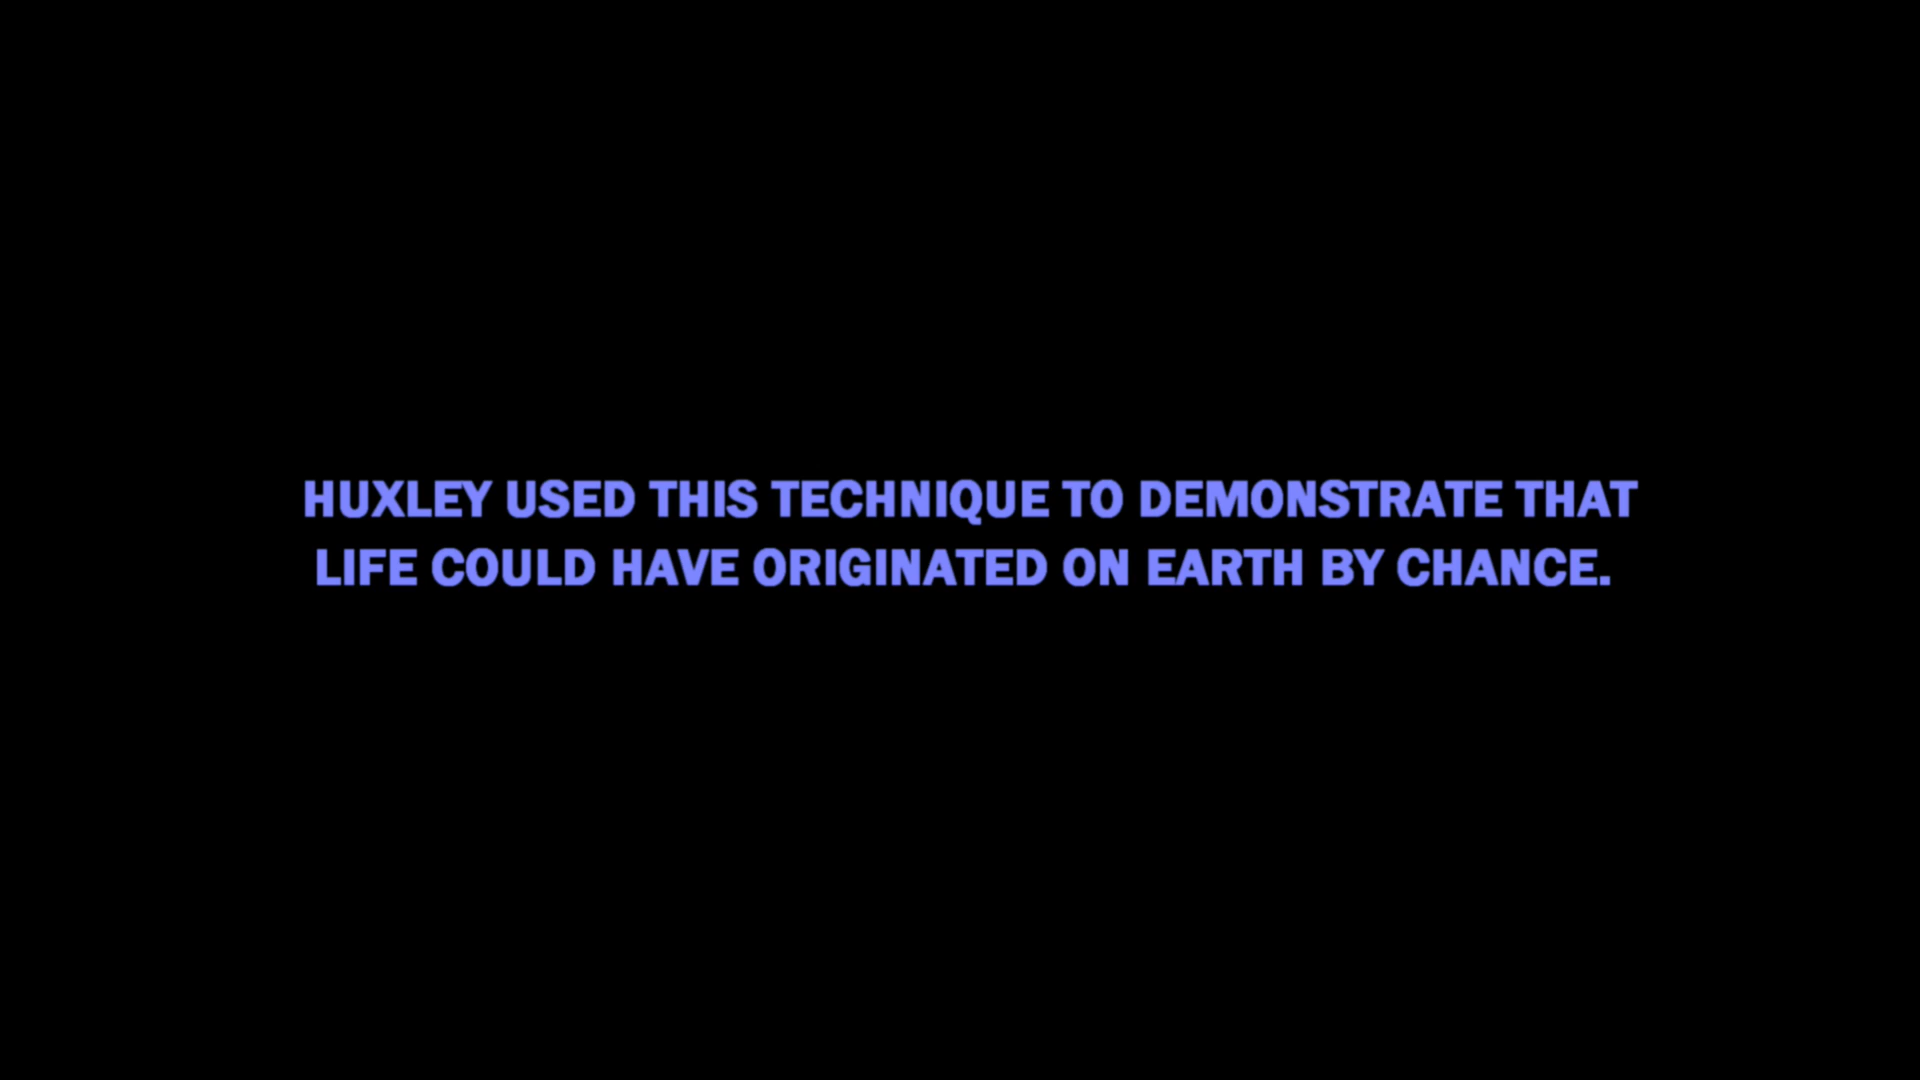 HUXLEY USED THIS TECHNIQUE TO DEMONSTRATE THAT
LIFE COULD HAVE ORIGINATED ON EARTH BY CHANCE.